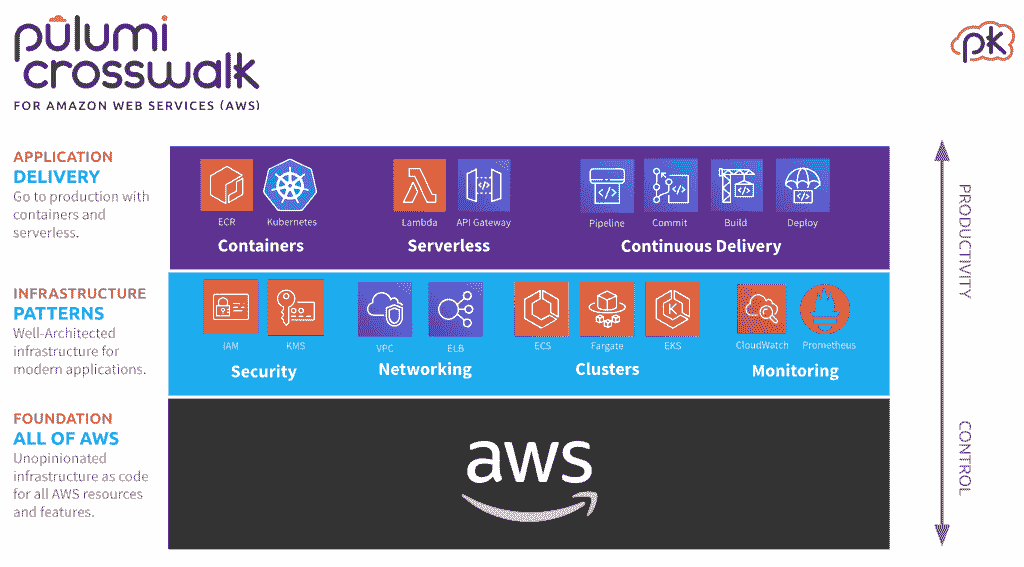 pulumi
crosswalk
FOR AMAZON WEB SERVICES (AWS)
pk
APPLICATION
DELIVERY
Go to production with
containers and
serverless.
ECR
Kubernetes
Containers
Lambda
API Gateway
Serverless
Pipeline
Commit
Build
Deploy
Continuous Delivery
INFRASTRUCTURE
PATTERNS
Well-Architected
infrastructure for
modern applications.
IAM
KMS
Security
VPC
ELB
Networking
ECS
Fargate
K
EKS
Clusters
CloudWatch
Prometheus
Monitoring
FOUNDATION
ALL OF AWS
Unopinionated
infrastructure as code
for all AWS resources
and features.
aws
PRODUCTIVITY
CONTROL